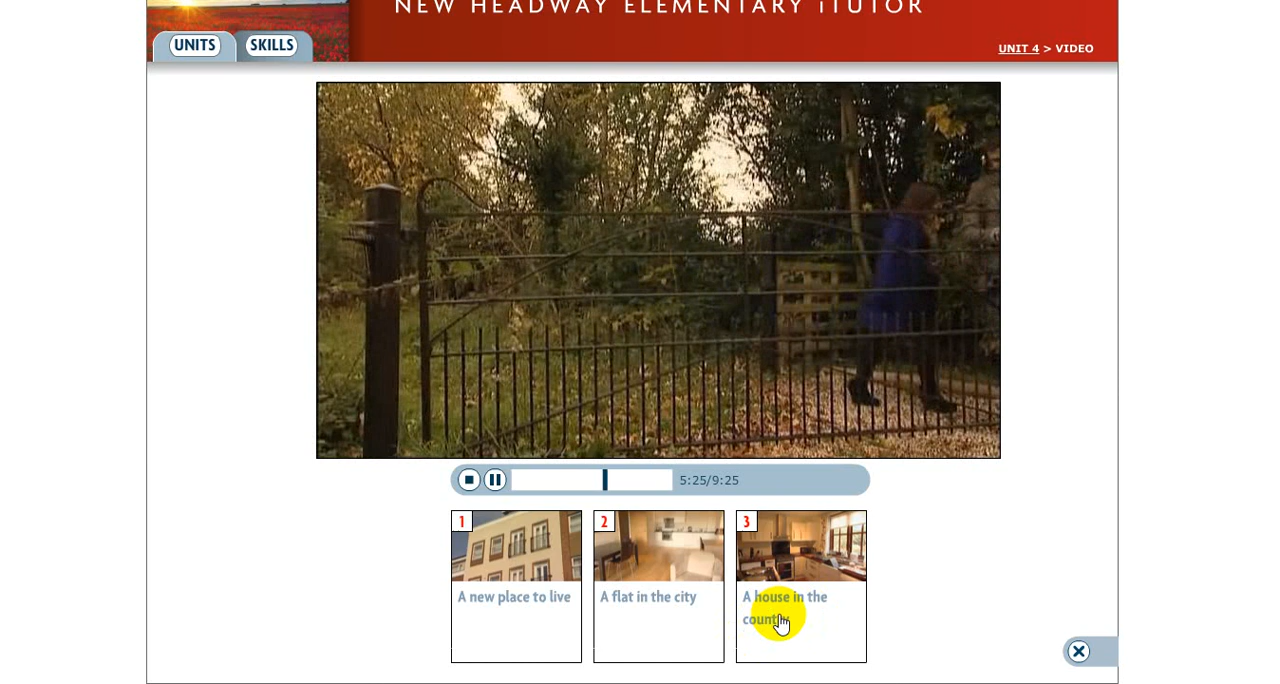 NEW HEADWAY ELEMENTARY iTUTOR
UNITS
SKILLS
UNIT 4 > VIDEO
5:25/9:25
1
2
3
A new place to live
A flat in the city
A house in the
country